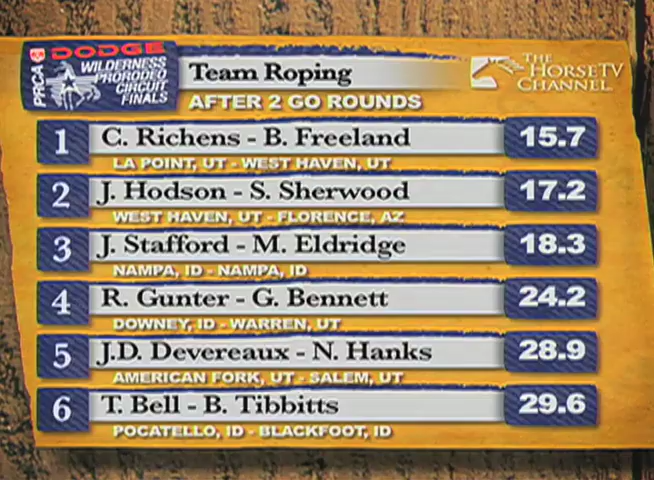 PRCA
DODGE
WILDERNESS
PRORODEO
CIRCUIT
FINALS
Team Roping
AFTER 2 GO ROUNDS
THE
HORSETV
CHANNEL
1 C. Richens - B. Freeland 15.7
LA POINT, UT - WEST HAVEN, UT
2 J. Hodson - S. Sherwood 17.2
WEST HAVEN, UT - FLORENCE, AZ
3 J. Stafford - M. Eldridge 18.3
NAMPA, ID - NAMPA, ID
4 R. Gunter - G. Bennett 24.2
DOWNEY, ID - WARREN, UT
5 J.D. Devereaux - N. Hanks 28.9
AMERICAN FORK, UT - SALEM, UT
6 T. Bell - B. Tibbitts 29.6
POCATELLO, ID - BLACKFOOT, ID